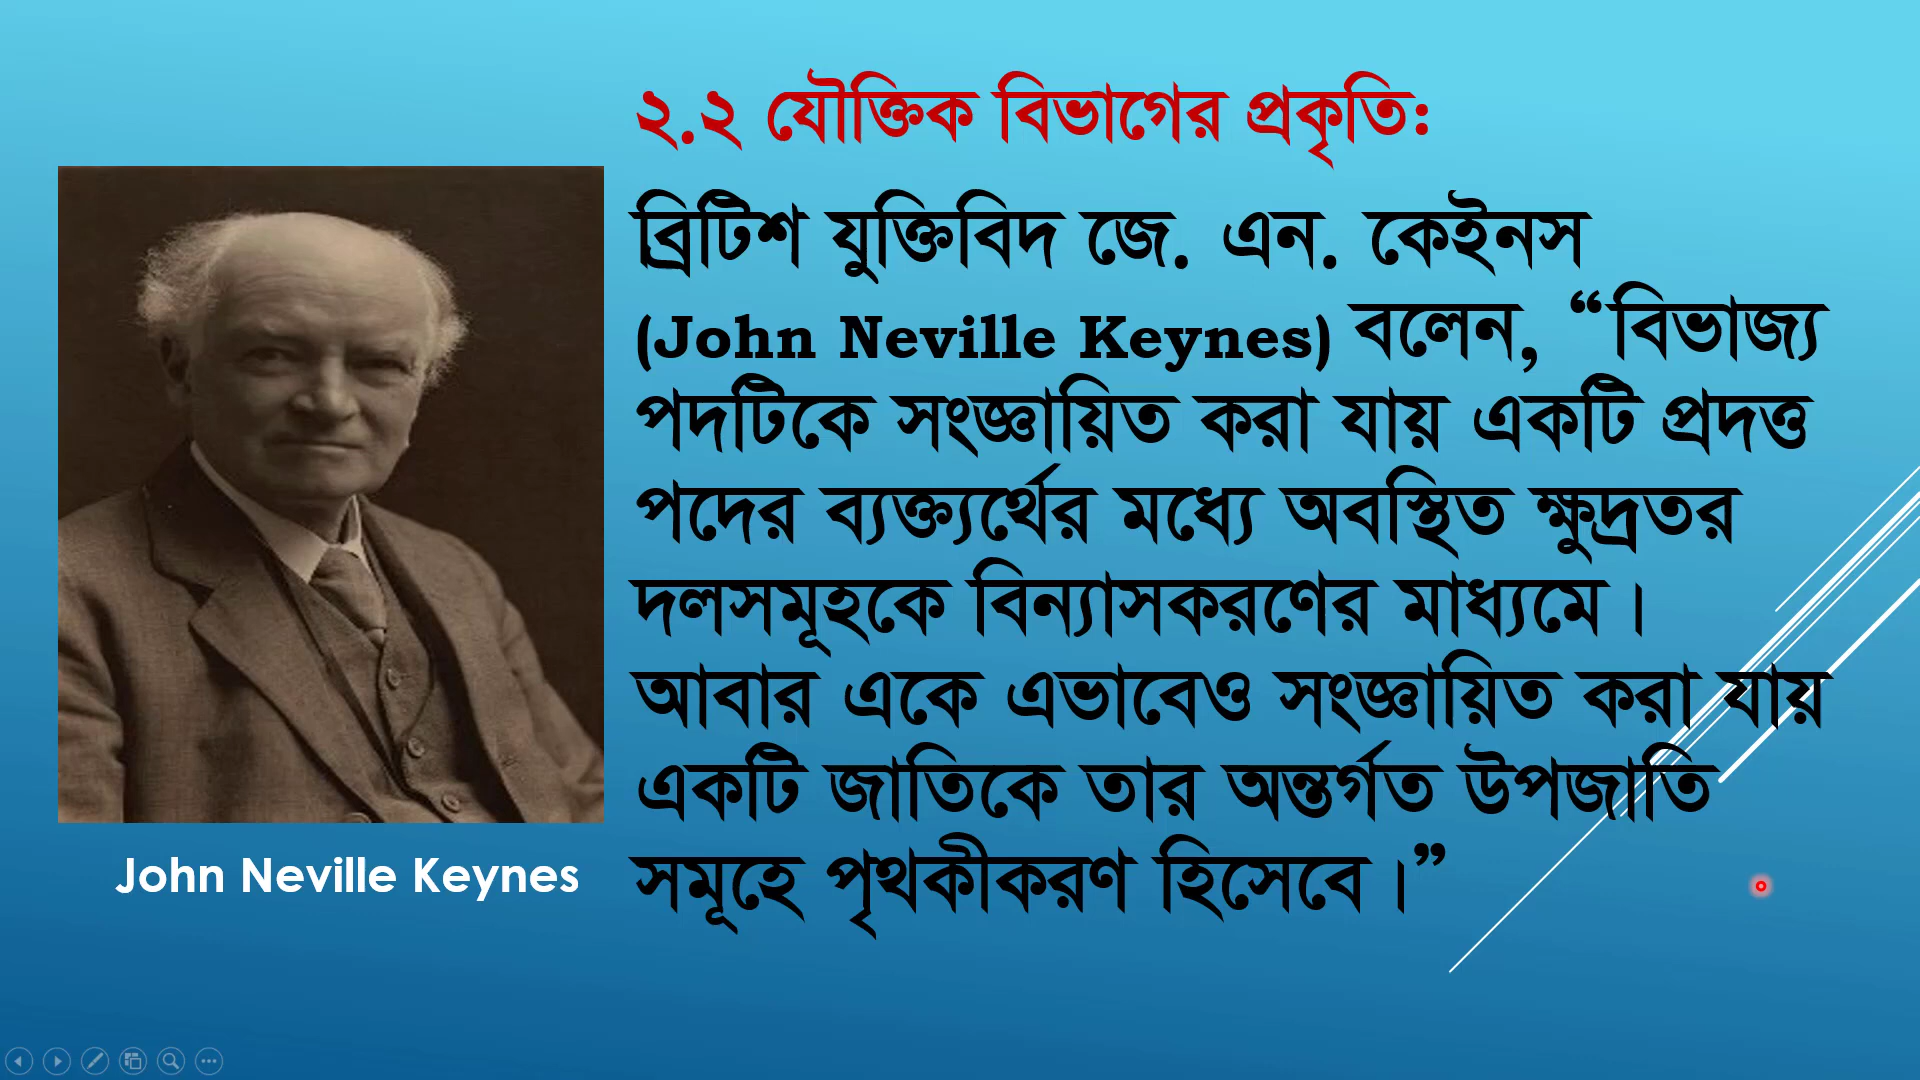 ২.২ যৌক্তিক বিভাগের প্রকৃতিঃ
ব্রিটিশ যুক্তিবিদ জে. এন. কেইনস
(John Neville Keynes) বলেন, “বিভাজ্য
পদটিকে সংজ্ঞায়িত করা যায় একটি প্রদত্ত
পদের ব্যক্ত্যর্থের মধ্যে অবস্থিত ক্ষুদ্রতর
দলসমূহকে বিন্যাসকরণের মাধ্যমে।
আবার একে এভাবেও সংজ্ঞায়িত করা যায়
একটি জাতিকে তার অন্তর্গত উপজাতি
সমূহে পৃথকীকরণ হিসেবে।”
John Neville Keynes